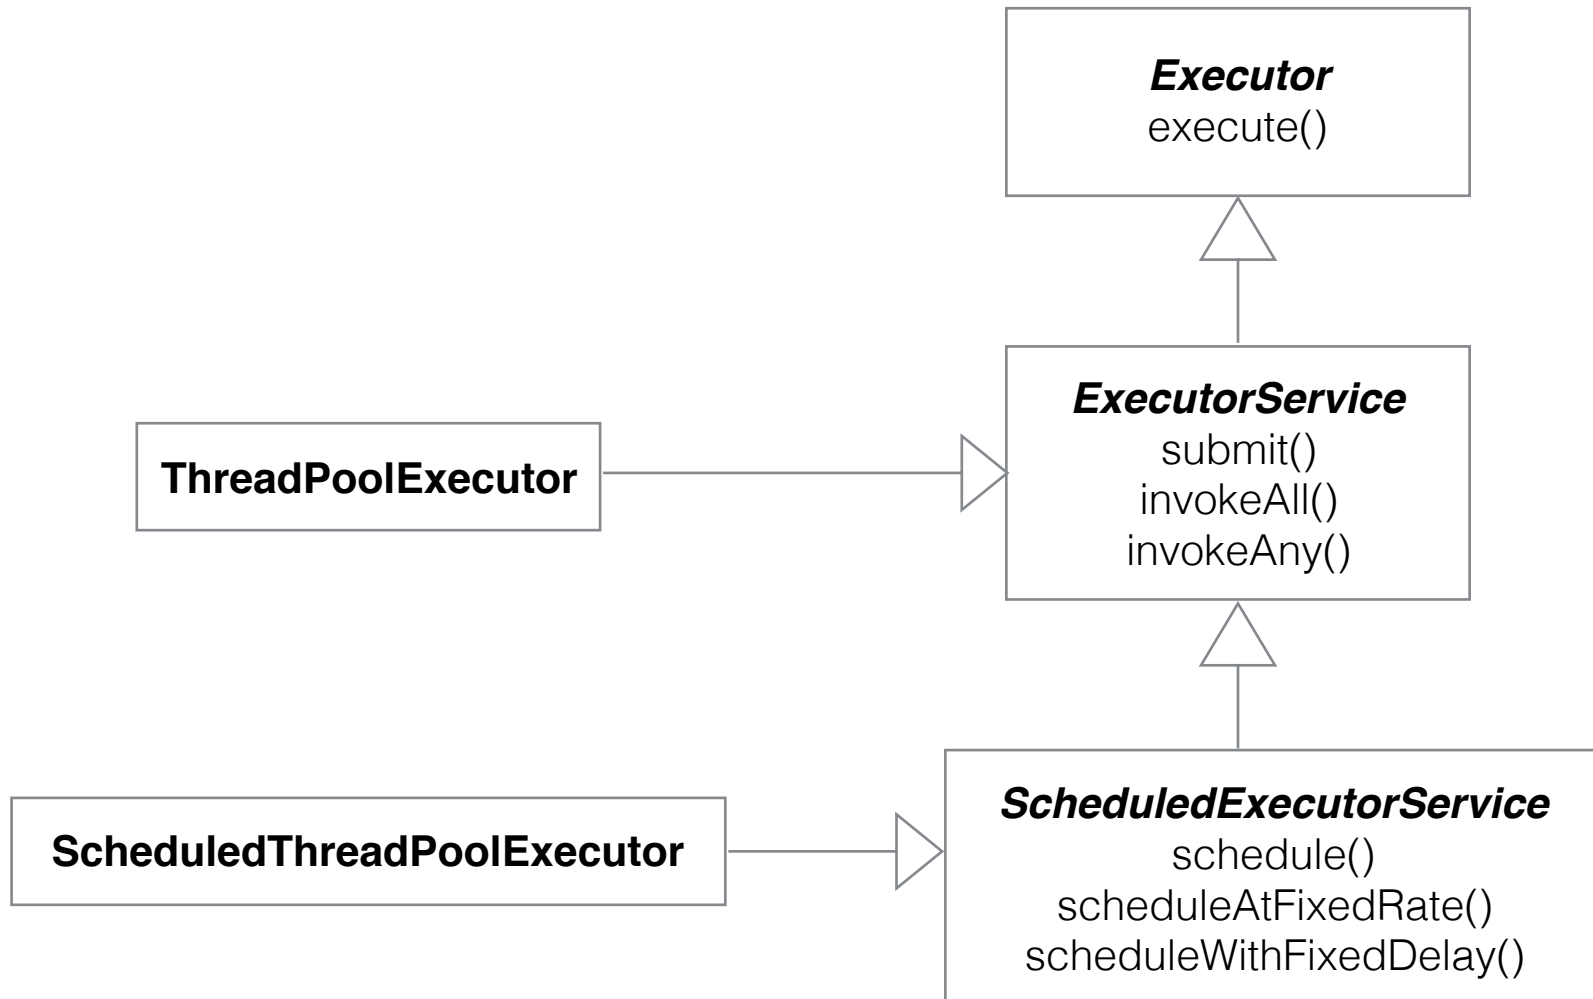 Executor
execute()
ExecutorService
submit()
invokeAll()
invokeAny()
ThreadPoolExecutor
ScheduledExecutorService
schedule()
scheduleAtFixedRate()
scheduleWithFixedDelay()
ScheduledThreadPoolExecutor